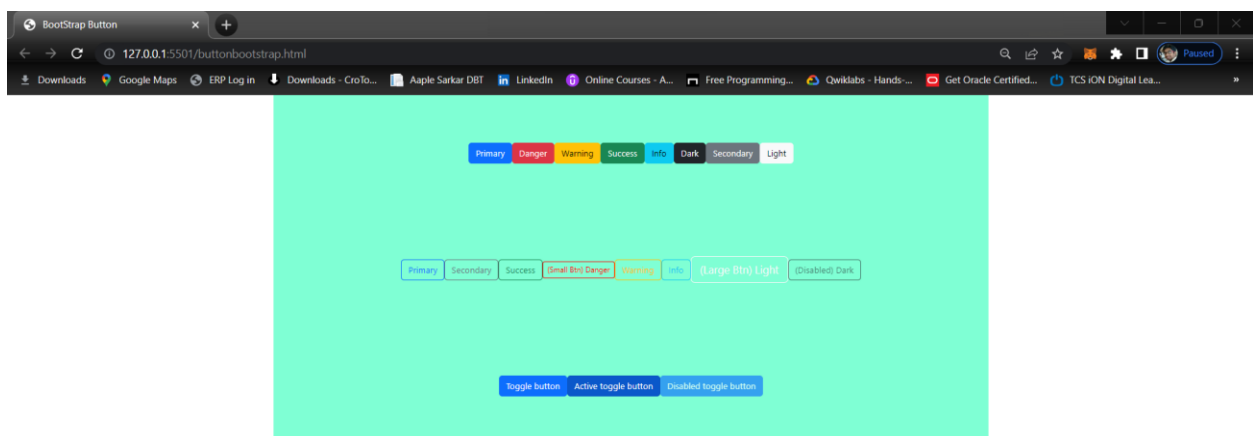 BootStrap Button
127.0.0.1:5501/buttonbootstrap.html Paused
Downloads Google Maps ERP Log in Downloads - CroTo... Aaple Sarkar DBT LinkedIn Online Courses - A... Free Programming... Qwiklabs - Hands-... Get Oracle Certified... TCS iON Digital Lea... »
Primary Danger Warning Success Info Dark Secondary Light
Primary Secondary Success (Small Btn) Danger Warning Info (Large Btn) Light (Disabled) Dark
Toggle button Active toggle button Disabled toggle button